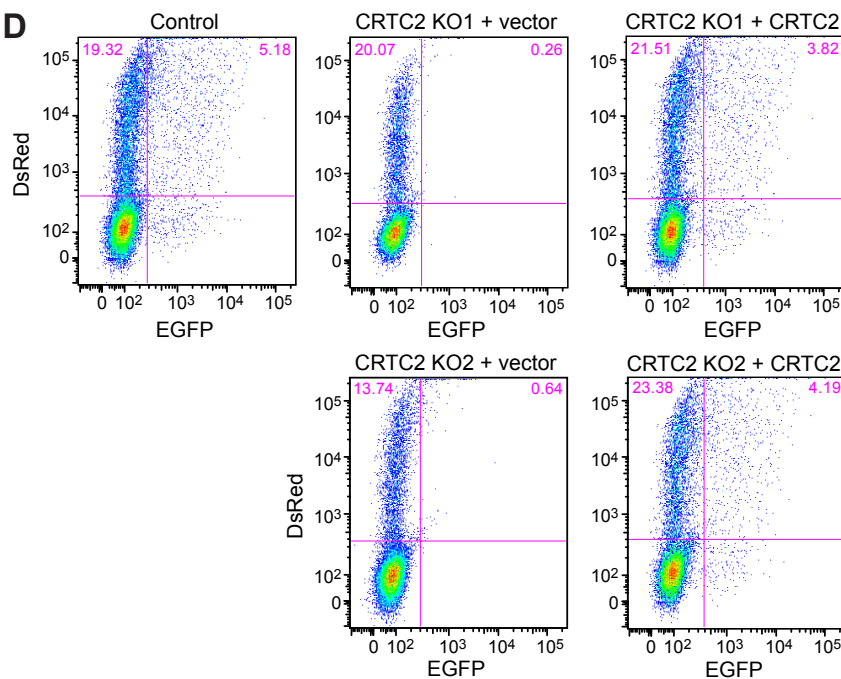 D
Control
CRTC2 KO1 + vector
CRTC2 KO1 + CRTC2
19.32 5.18
20.07 0.26
21.51 3.82
DsRed
10⁵
10⁴
10³
10²
0
0 10² 10³ 10⁴ 10⁵
EGFP
10⁵
10⁴
10³
10²
0
0 10² 10³ 10⁴ 10⁵
EGFP
10⁵
10⁴
10³
10²
0
0 10² 10³ 10⁴ 10⁵
EGFP
CRTC2 KO2 + vector
CRTC2 KO2 + CRTC2
13.74 0.64
23.38 4.19
DsRed
10⁵
10⁴
10³
10²
0
0 10² 10³ 10⁴ 10⁵
EGFP
10⁵
10⁴
10³
10²
0
0 10² 10³ 10⁴ 10⁵
EGFP